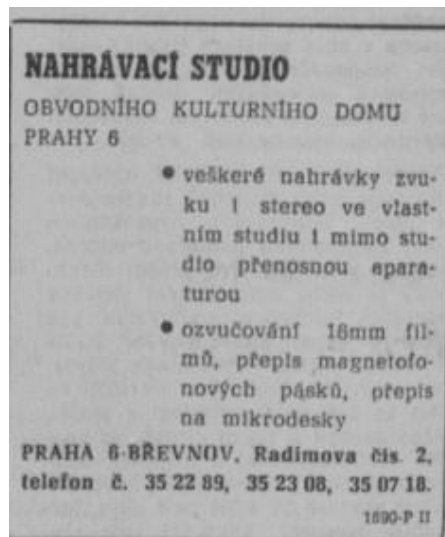 NAHRÁVACÍ STUDIO
OBVODNÍHO KULTURNÍHO DOMU
PRAHY 6
● veškeré nahrávky zvu-
ku i stereo ve vlast-
ním studiu i mimo stu-
dio přenosnou apara-
turou
● ozvučování 16mm fil-
mů, přepis magnetofo-
nových pásků, přepis
na mikrodesky
PRAHA 6-BŘEVNOV, Radimova čís. 2,
telefon č. 35 22 89, 35 23 08, 35 07 18.
1690-P II